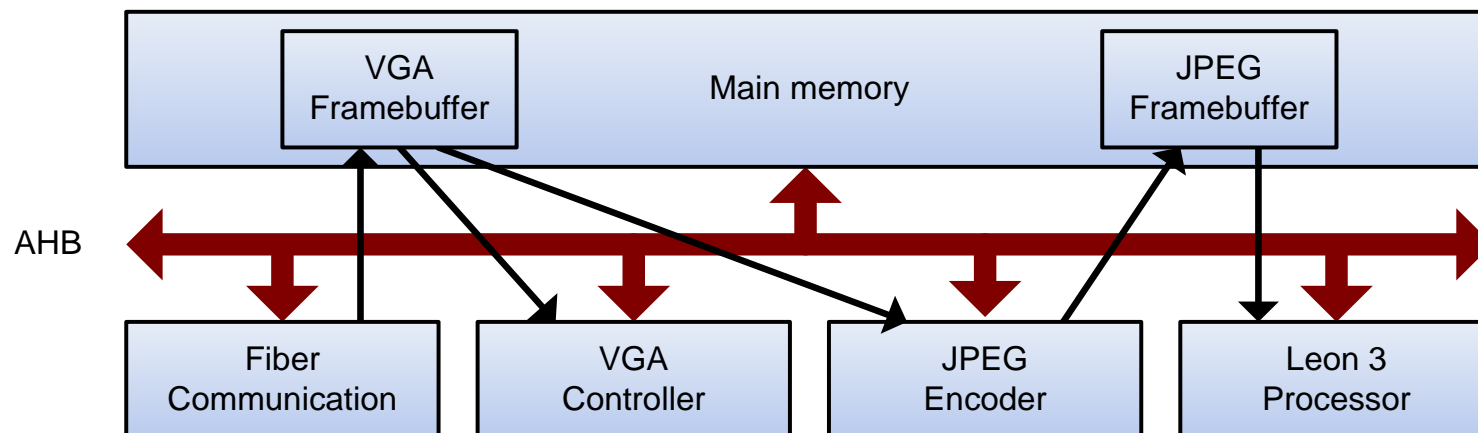 VGA
Framebuffer
Main memory
JPEG
Framebuffer
AHB
Fiber
Communication
VGA
Controller
JPEG
Encoder
Leon 3
Processor